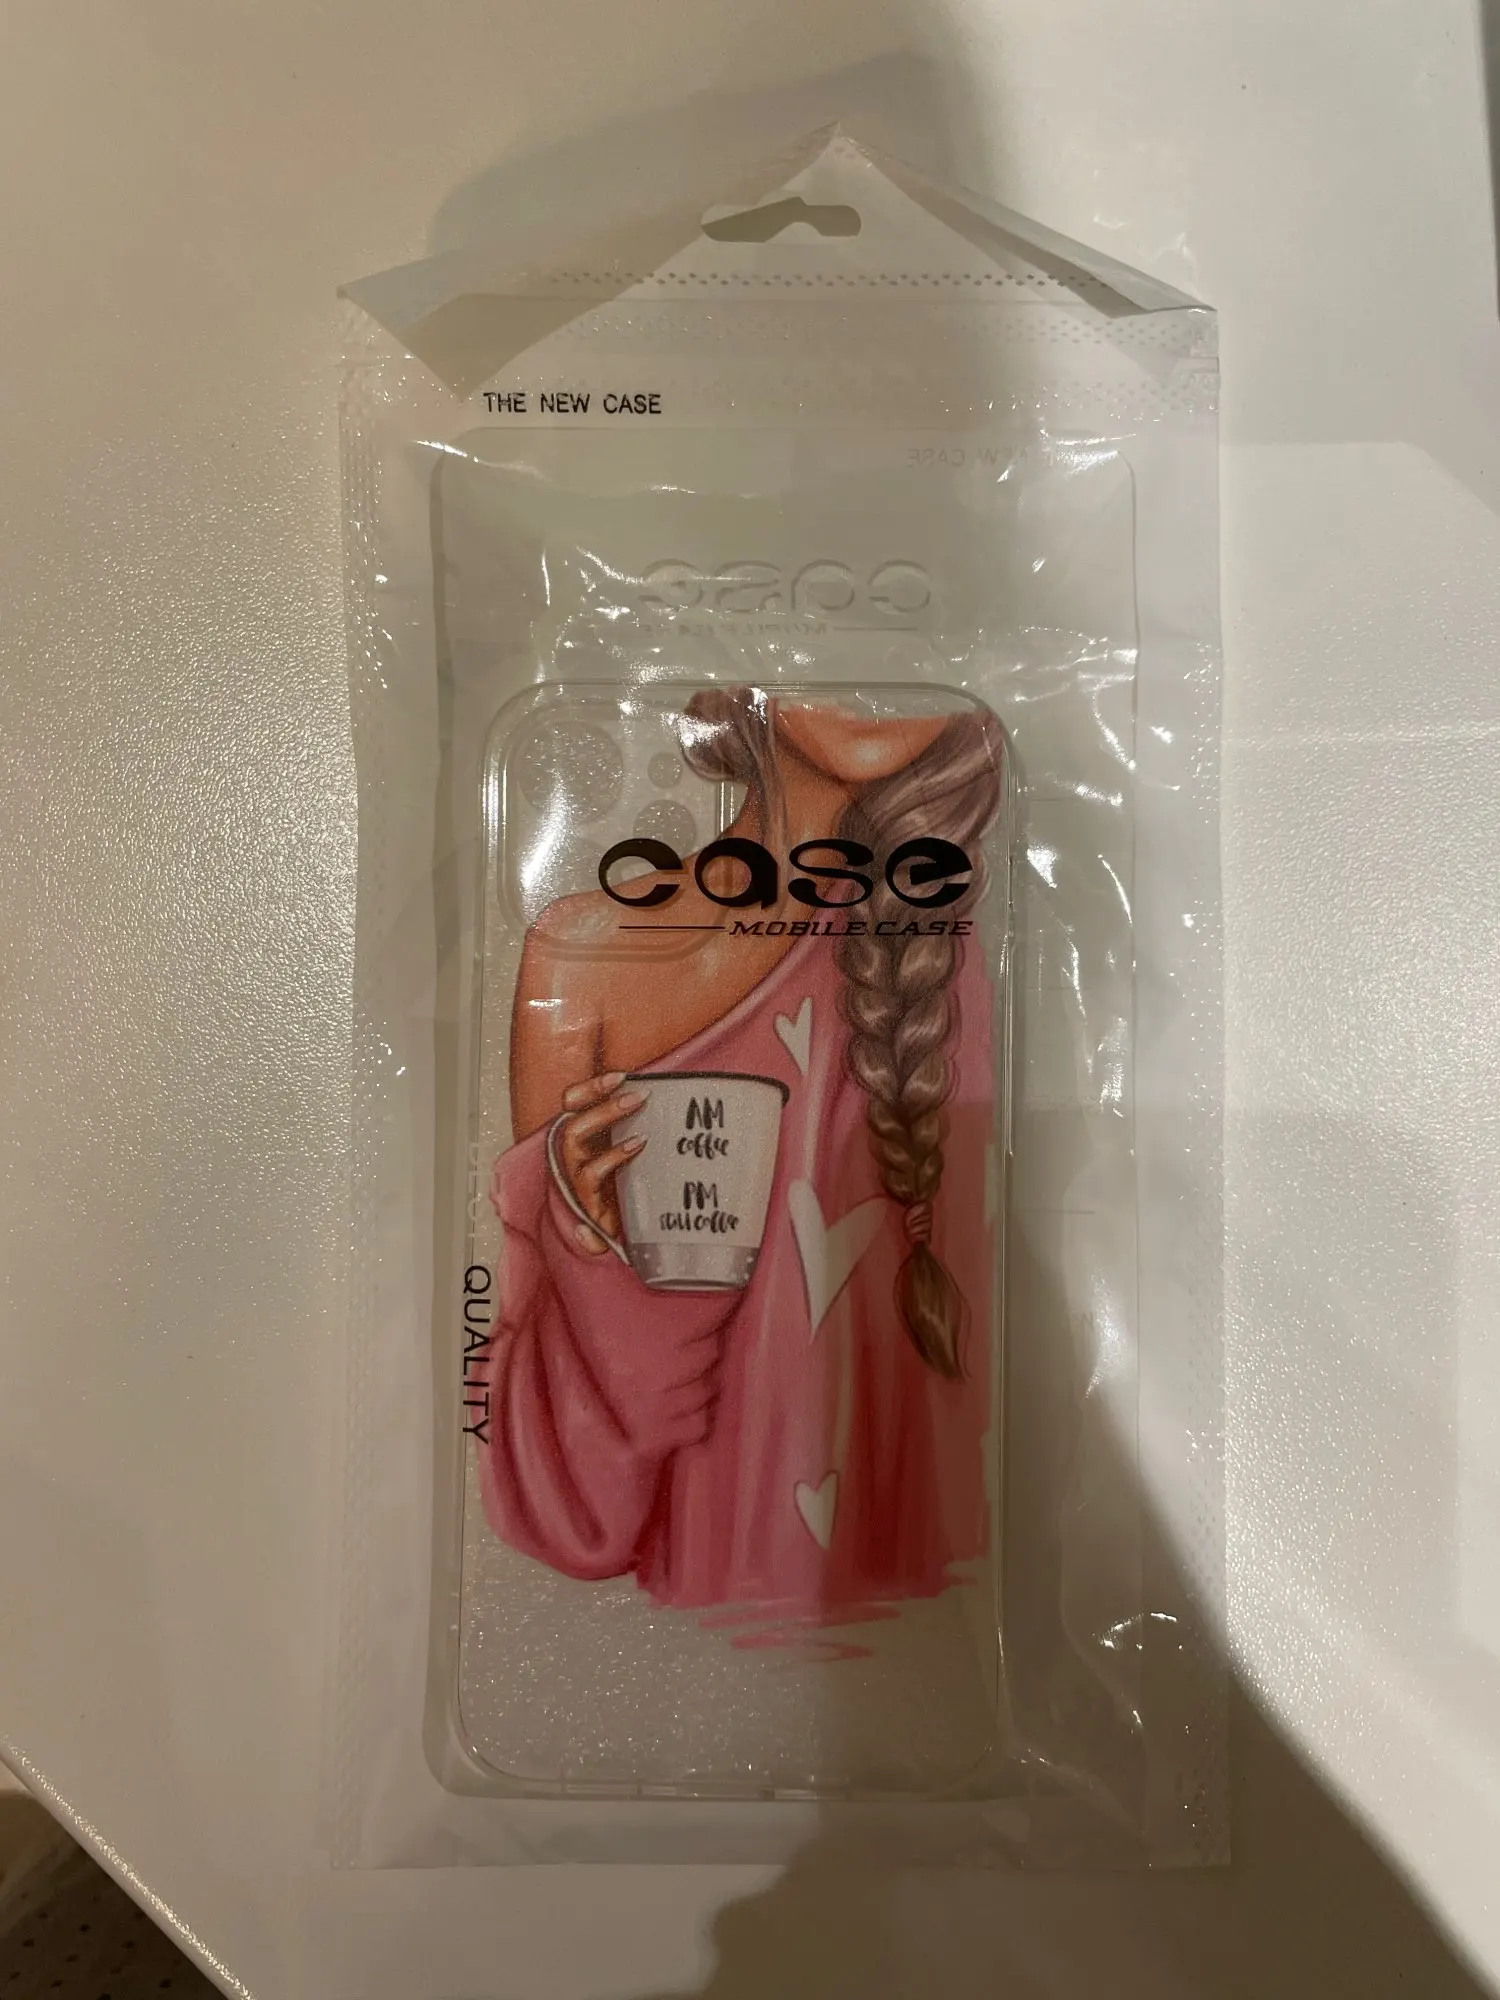 THE NEW CASE
case
MOBILE CASE
AM
coffee
PM
still coffee
QUALITY